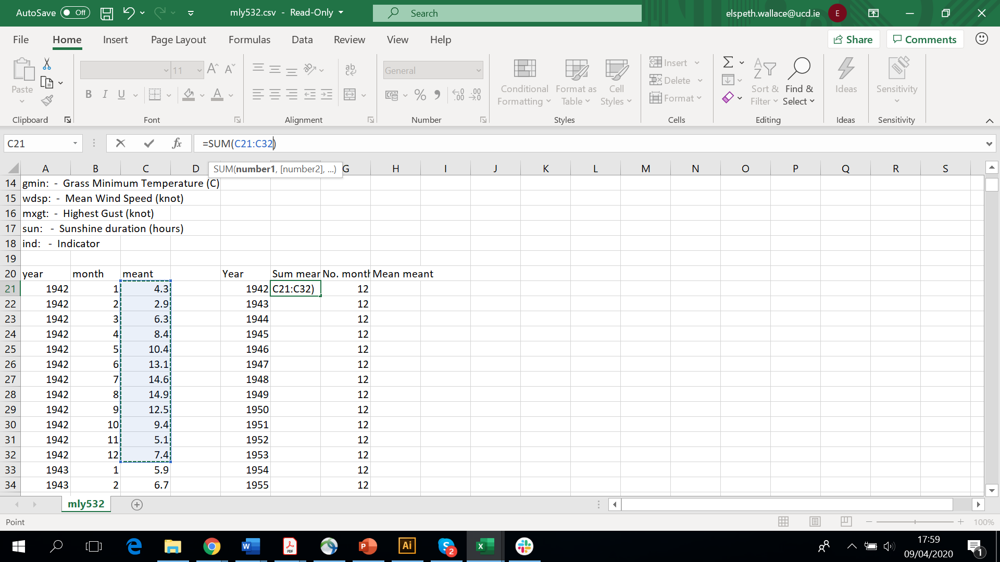 AutoSave Off mly532.csv - Read-Only Search elspeth.wallace@ucd.ie E
File Home Insert Page Layout Formulas Data Review View Help Share Comments
Paste
Clipboard
11
B I U
A
Font
ab
Alignment
General
% 9
Number
Conditional Formatting
Format as Table
Cell Styles
Styles
Insert
Delete
Format
Cells
Σ
Sort & Filter
Find & Select
Editing
Ideas
Ideas
Sensitivity
Sensitivity
C21 fx =SUM(C21:C32)
SUM(number1, [number2], ...)
A B C D G H I J K L M N O P Q R S
14 gmin: - Grass Minimum Temperature (C)
15 wdsp: - Mean Wind Speed (knot)
16 mxgt: - Highest Gust (knot)
17 sun: - Sunshine duration (hours)
18 ind: - Indicator
19
20 year month meant Year Sum mear No. month Mean meant
21 1942 1 4.3 1942 C21:C32) 12
22 1942 2 2.9 1943 12
23 1942 3 6.3 1944 12
24 1942 4 8.4 1945 12
25 1942 5 10.4 1946 12
26 1942 6 13.1 1947 12
27 1942 7 14.6 1948 12
28 1942 8 14.9 1949 12
29 1942 9 12.5 1950 12
30 1942 10 9.4 1951 12
31 1942 11 5.1 1952 12
32 1942 12 7.4 1953 12
33 1943 1 5.9 1954 12
34 1943 2 6.7 1955 12
mly532
Point 100%
17:59
09/04/2020
W PDF P Ai S 2 X 1